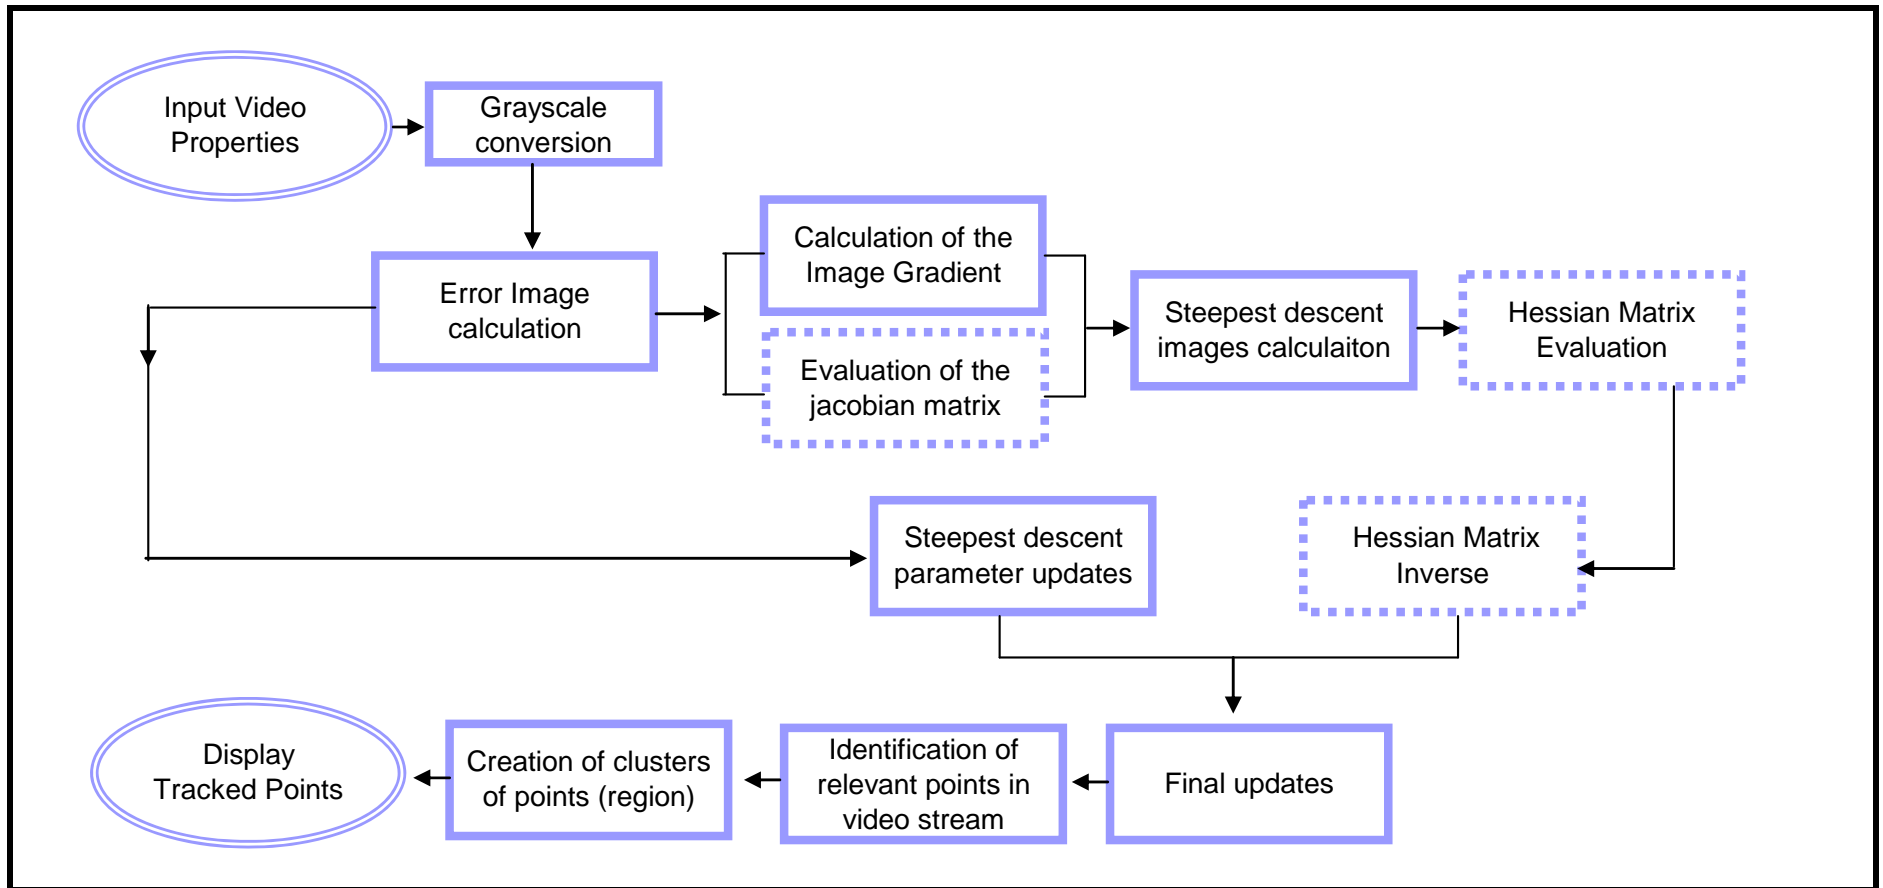 Input Video
Properties
Grayscale
conversion
Error Image
calculation
Calculation of the
Image Gradient
Evaluation of the
jacobian matrix
Steepest descent
images calculaiton
Hessian Matrix
Evaluation
Steepest descent
parameter updates
Hessian Matrix
Inverse
Display
Tracked Points
Creation of clusters
of points (region)
Identification of
relevant points in
video stream
Final updates